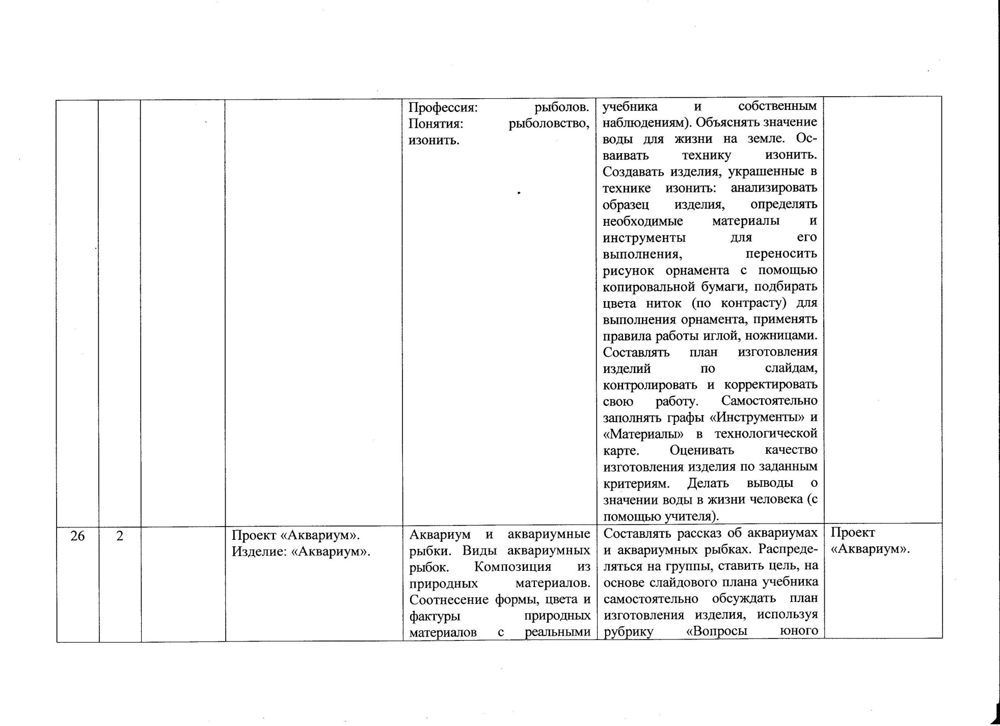 Профессия: рыболов.
Понятия: рыболовство,
изонить.
учебника и собственным
наблюдениям). Объяснять значение
воды для жизни на земле. Ос-
ваивать технику изонить.
Создавать изделия, украшенные в
технике изонить: анализировать
образец изделия, определять
необходимые материалы и
инструменты для его
выполнения, переносить
рисунок орнамента с помощью
копировальной бумаги, подбирать
цвета ниток (по контрасту) для
выполнения орнамента, применять
правила работы иглой, ножницами.
Составлять план изготовления
изделий по слайдам,
контролировать и корректировать
свою работу. Самостоятельно
заполнять графы «Инструменты» и
«Материалы» в технологической
карте. Оценивать качество
изготовления изделия по заданным
критериям. Делать выводы о
значении воды в жизни человека (с
помощью учителя).
26
2
Проект «Аквариум».
Изделие: «Аквариум».
Аквариум и аквариумные
рыбки. Виды аквариумных
рыбок. Композиция из
природных материалов.
Соотнесение формы, цвета и
фактуры природных
материалов с реальными
Составлять рассказ об аквариумах
и аквариумных рыбках. Распреде-
ляться на группы, ставить цель, на
основе слайдового плана учебника
самостоятельно обсуждать план
изготовления изделия, используя
рубрику «Вопросы юного
Проект
«Аквариум».